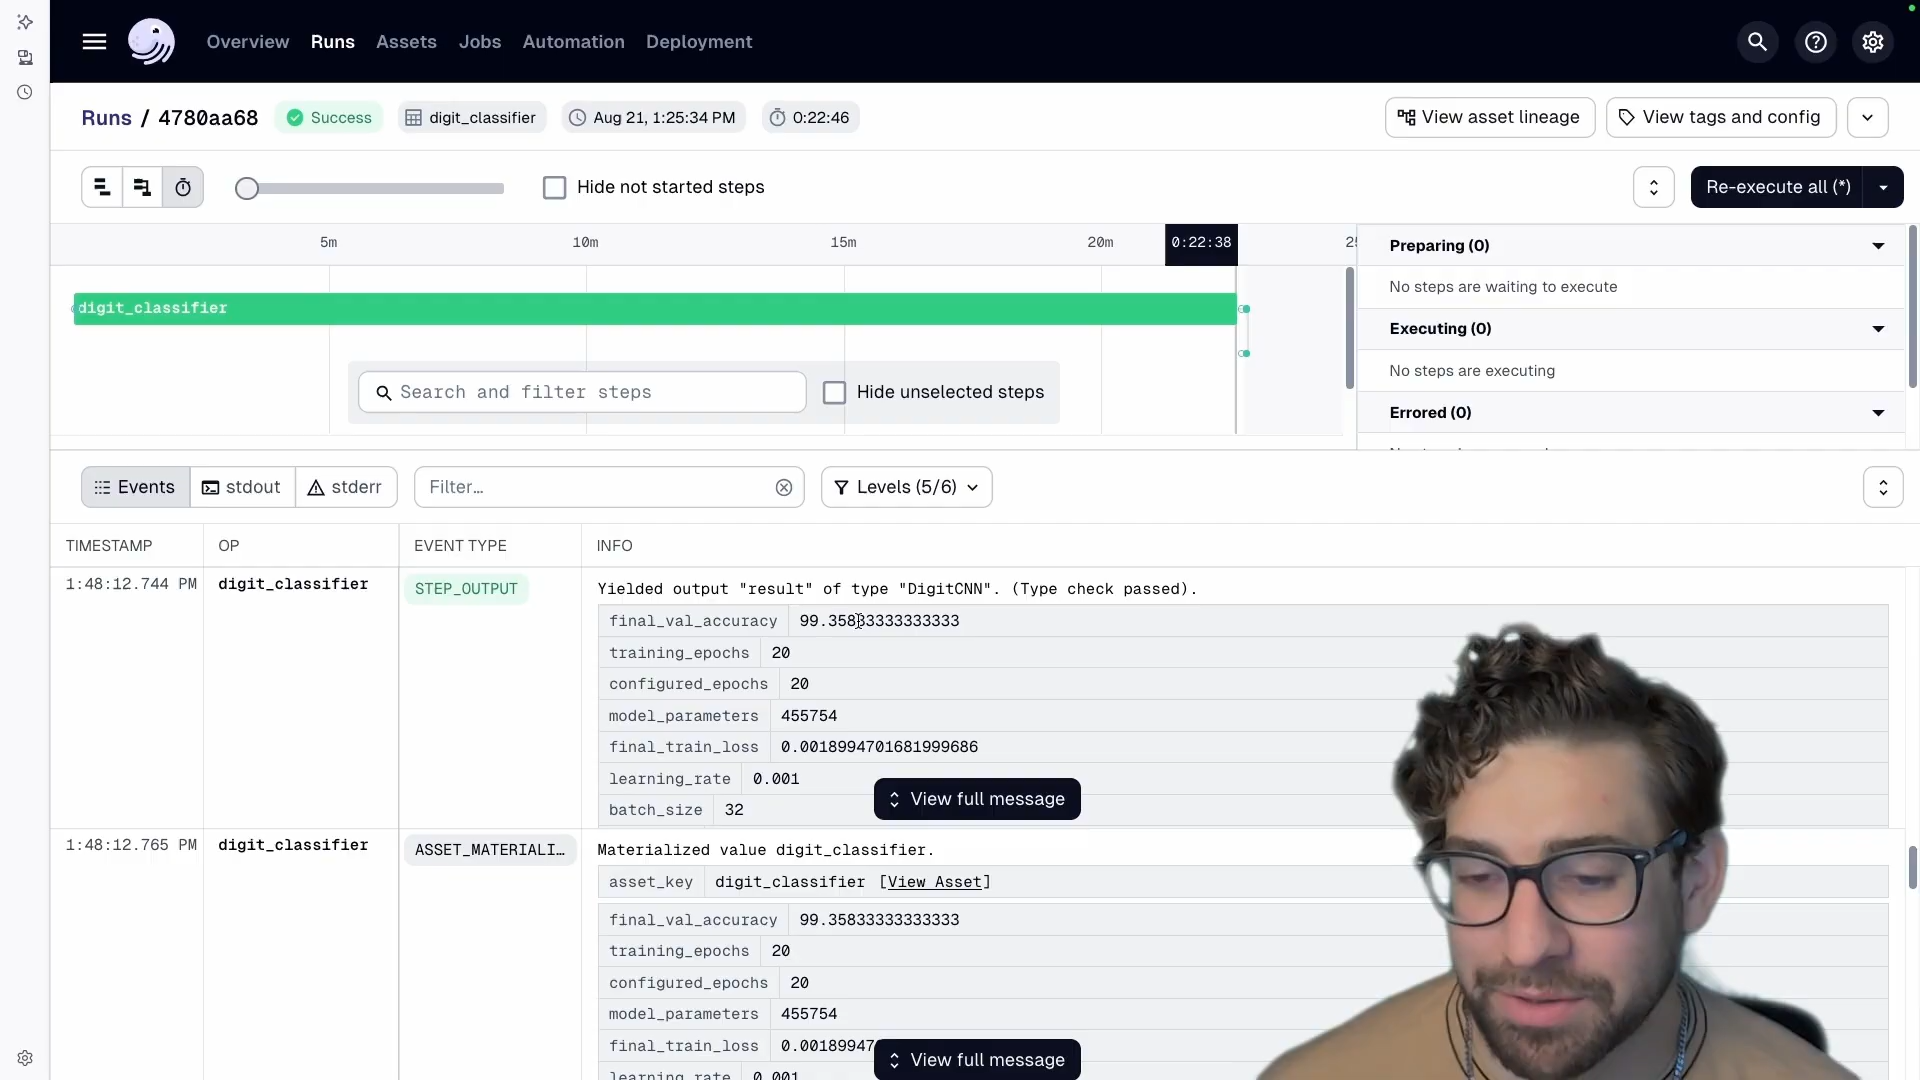 Overview Runs Assets Jobs Automation Deployment
Runs / 4780aa68 Success digit_classifier Aug 21, 1:25:34 PM 0:22:46 View asset lineage View tags and config
Hide not started steps Re-execute all (*)
5m 10m 15m 20m 0:22:38
Preparing (0)
No steps are waiting to execute
Executing (0)
No steps are executing
Errored (0)
digit_classifier
Search and filter steps Hide unselected steps
Events stdout stderr Filter... Levels (5/6)
TIMESTAMP OP EVENT TYPE INFO
1:48:12.744 PM digit_classifier STEP_OUTPUT Yielded output "result" of type "DigitCNN". (Type check passed).
final_val_accuracy 99.35833333333333
training_epochs 20
configured_epochs 20
model_parameters 455754
final_train_loss 0.0018994701681999686
learning_rate 0.001
View full message
batch_size 32
1:48:12.765 PM digit_classifier ASSET_MATERIALI... Materialized value digit_classifier.
asset_key digit_classifier [View Asset]
final_val_accuracy 99.35833333333333
training_epochs 20
configured_epochs 20
model_parameters 455754
final_train_loss 0.0018994
View full message
learning_rate 0.001